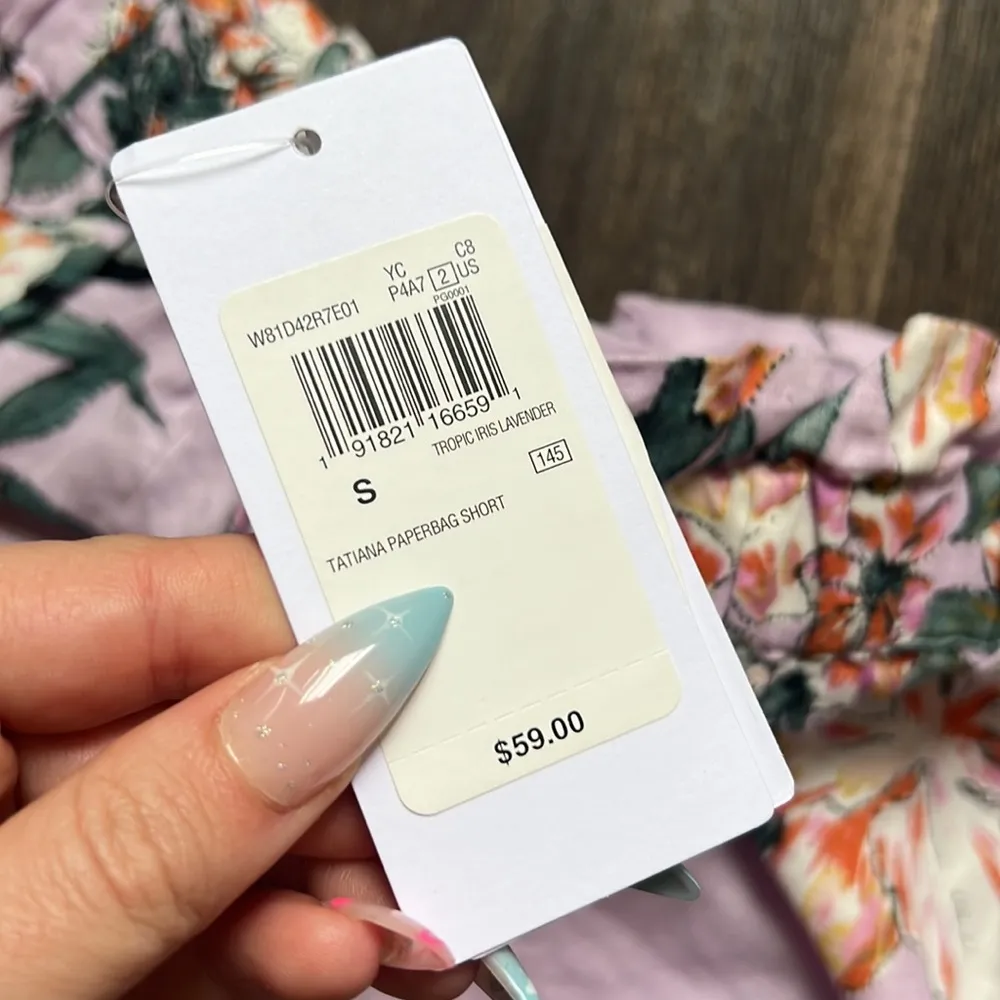 YC C8
P4A7 2 US
W81D42R7E01
PG0001
1 91821 16659 1
TROPIC IRIS LAVENDER
S
145
TATIANA PAPERBAG SHORT
$59.00